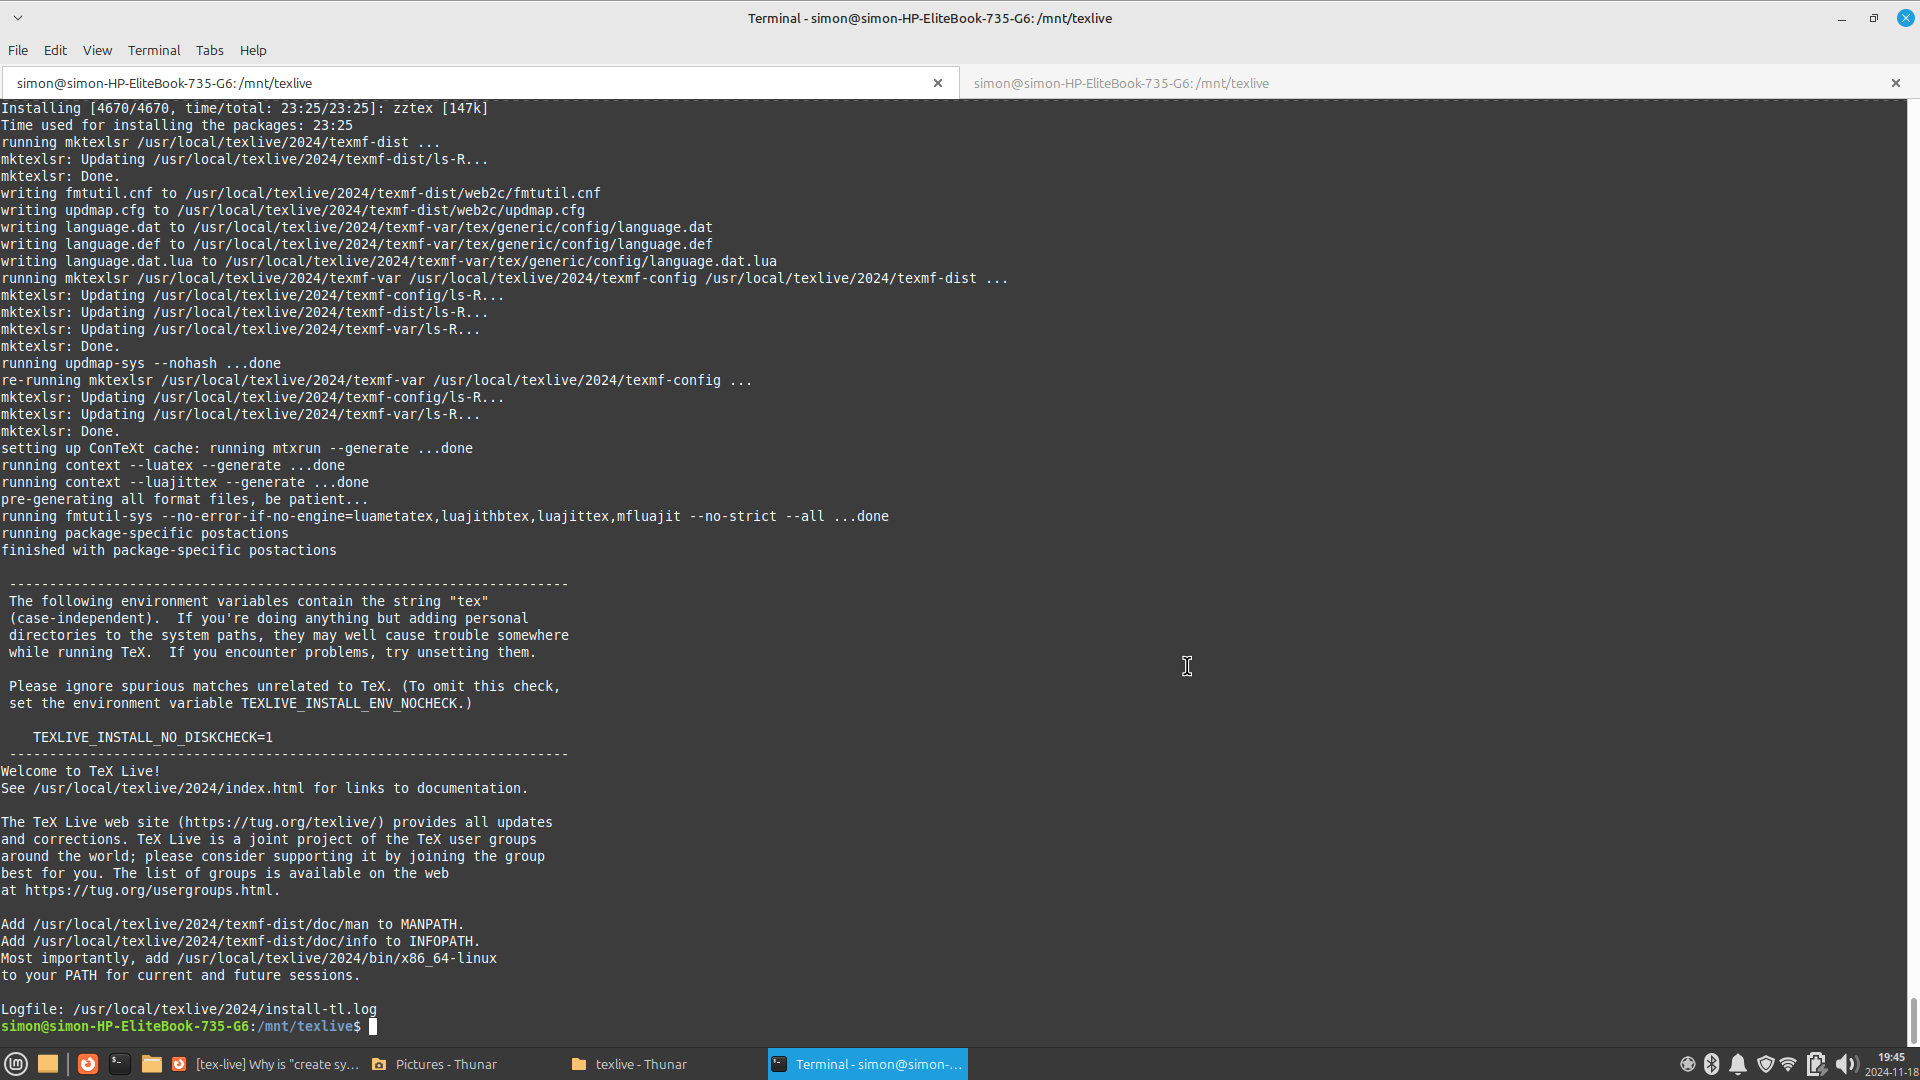 Terminal - simon@simon-HP-EliteBook-735-G6: /mnt/texlive
File Edit View Terminal Tabs Help
simon@simon-HP-EliteBook-735-G6: /mnt/texlive
simon@simon-HP-EliteBook-735-G6: /mnt/texlive
Installing [4670/4670, time/total: 23:25/23:25]: zztex [147k]
Time used for installing the packages: 23:25
running mktexlsr /usr/local/texlive/2024/texmf-dist ...
mktexlsr: Updating /usr/local/texlive/2024/texmf-dist/ls-R...
mktexlsr: Done.
writing fmtutil.cnf to /usr/local/texlive/2024/texmf-dist/web2c/fmtutil.cnf
writing updmap.cfg to /usr/local/texlive/2024/texmf-dist/web2c/updmap.cfg
writing language.dat to /usr/local/texlive/2024/texmf-var/tex/generic/config/language.dat
writing language.def to /usr/local/texlive/2024/texmf-var/tex/generic/config/language.def
writing language.dat.lua to /usr/local/texlive/2024/texmf-var/tex/generic/config/language.dat.lua
running mktexlsr /usr/local/texlive/2024/texmf-var /usr/local/texlive/2024/texmf-config /usr/local/texlive/2024/texmf-dist ...
mktexlsr: Updating /usr/local/texlive/2024/texmf-config/ls-R...
mktexlsr: Updating /usr/local/texlive/2024/texmf-dist/ls-R...
mktexlsr: Updating /usr/local/texlive/2024/texmf-var/ls-R...
mktexlsr: Done.
running updmap-sys --nohash ...done
re-running mktexlsr /usr/local/texlive/2024/texmf-var /usr/local/texlive/2024/texmf-config ...
mktexlsr: Updating /usr/local/texlive/2024/texmf-config/ls-R...
mktexlsr: Updating /usr/local/texlive/2024/texmf-var/ls-R...
mktexlsr: Done.
setting up ConTeXt cache: running mtxrun --generate ...done
running context --luatex --generate ...done
running context --luajittex --generate ...done
pre-generating all format files, be patient...
running fmtutil-sys --no-error-if-no-engine=luametatex,luajithbtex,luajittex,mfluajit --no-strict --all ...done
running package-specific postactions
finished with package-specific postactions
----------------------------------------------------------------------
The following environment variables contain the string "tex"
(case-independent).  If you're doing anything but adding personal
directories to the system paths, they may well cause trouble somewhere
while running TeX.  If you encounter problems, try unsetting them.
Please ignore spurious matches unrelated to TeX. (To omit this check,
set the environment variable TEXLIVE_INSTALL_ENV_NOCHECK.)
TEXLIVE_INSTALL_NO_DISKCHECK=1
----------------------------------------------------------------------
Welcome to TeX Live!
See /usr/local/texlive/2024/index.html for links to documentation.
The TeX Live web site (https://tug.org/texlive/) provides all updates
and corrections. TeX Live is a joint project of the TeX user groups
around the world; please consider supporting it by joining the group
best for you. The list of groups is available on the web
at https://tug.org/usergroups.html.
Add /usr/local/texlive/2024/texmf-dist/doc/man to MANPATH.
Add /usr/local/texlive/2024/texmf-dist/doc/info to INFOPATH.
Most importantly, add /usr/local/texlive/2024/bin/x86_64-linux
to your PATH for current and future sessions.
Logfile: /usr/local/texlive/2024/install-tl.log
simon@simon-HP-EliteBook-735-G6:/mnt/texlive$
[tex-live] Why is "create sy...
Pictures - Thunar
texlive - Thunar
Terminal - simon@simon-...
19:45
2024-11-18